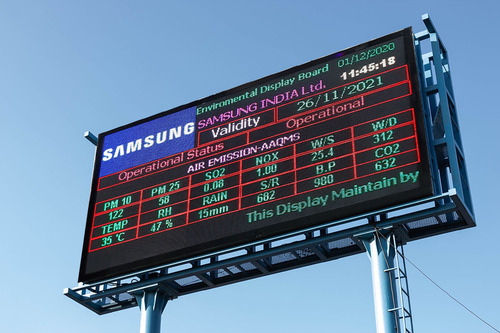 Enviromental Display Board
01/12/2020
SAMSUNG
SAMSUNG INDIA Ltd.
11:45:18
Validity
26/11/2021
Operational Status
Operational
AIR EMISSION-AAQMS
PM 10 PM 25 SO2 NOX W/S W/D
122 58 0.08 1.00 25.4 312
TEMP RH RAIN S/R B.P CO2
35 °C 47 % 15mm 682 980 632
This Display Maintain by